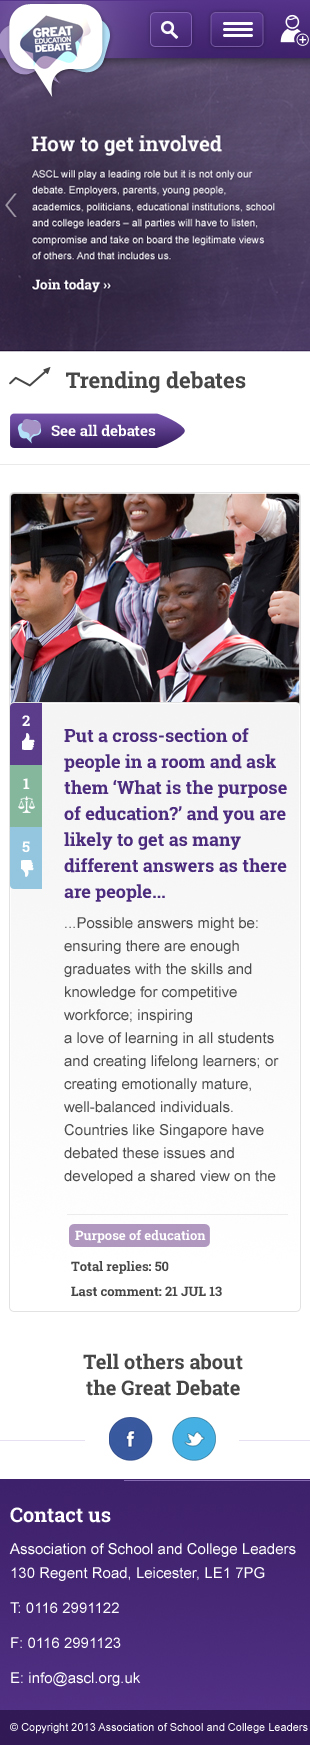 GREAT
EDUCATION
DEBATE
How to get involved
ASCL will play a leading role but it is not only our
debate. Employers, parents, young people,
academics, politicians, educational institutions, school
and college leaders – all parties will have to listen,
compromise and take on board the legitimate views
of others. And that includes us.
Join today ››
Trending debates
See all debates
2
1
5
Put a cross-section of
people in a room and ask
them ‘What is the purpose
of education?’ and you are
likely to get as many
different answers as there
are people...
...Possible answers might be:
ensuring there are enough
graduates with the skills and
knowledge for competitive
workforce; inspiring
a love of learning in all students
and creating lifelong learners; or
creating emotionally mature,
well-balanced individuals.
Countries like Singapore have
debated these issues and
developed a shared view on the
Purpose of education
Total replies: 50
Last comment: 21 JUL 13
Tell others about
the Great Debate
f
Contact us
Association of School and College Leaders
130 Regent Road, Leicester, LE1 7PG
T: 0116 2991122
F: 0116 2991123
E: info@ascl.org.uk
© Copyright 2013 Association of School and College Leaders